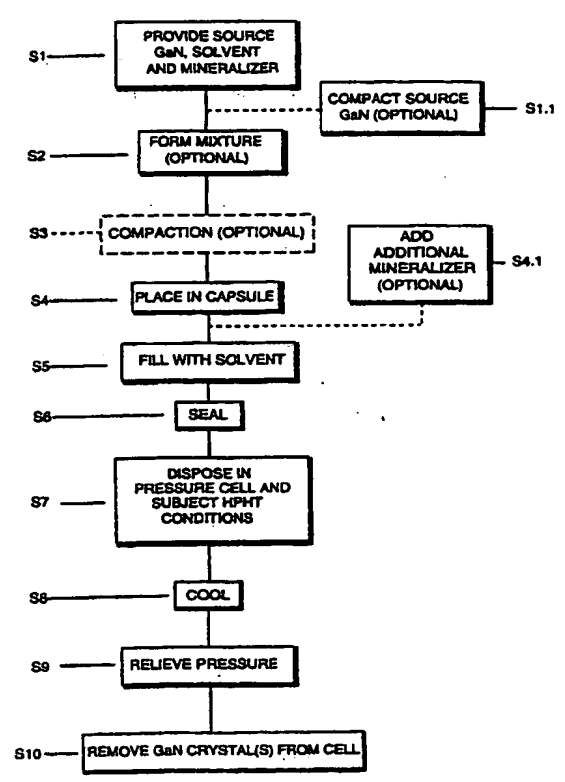 S1
PROVIDE SOURCE
GaN, SOLVENT
AND MINERALIZER
COMPACT SOURCE
GaN (OPTIONAL)
S1.1
S2
FORM MIXTURE
(OPTIONAL)
S3
COMPACTION (OPTIONAL)
ADD
ADDITIONAL
MINERALIZER
(OPTIONAL)
S4.1
S4
PLACE IN CAPSULE
S5
FILL WITH SOLVENT
S6
SEAL
S7
DISPOSE IN
PRESSURE CELL AND
SUBJECT HPHT
CONDITIONS
S8
COOL
S9
RELIEVE PRESSURE
S10
REMOVE GaN CRYSTAL(S) FROM CELL